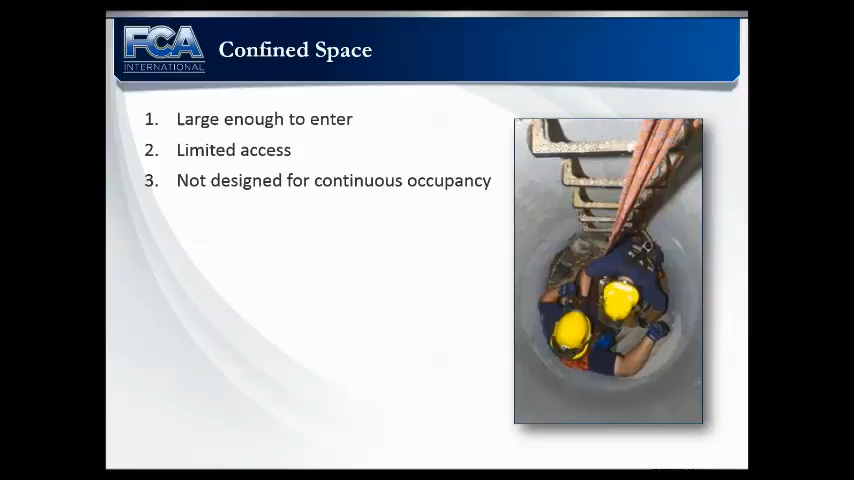 FCA
INTERNATIONAL
Confined Space
1. Large enough to enter
2. Limited access
3. Not designed for continuous occupancy